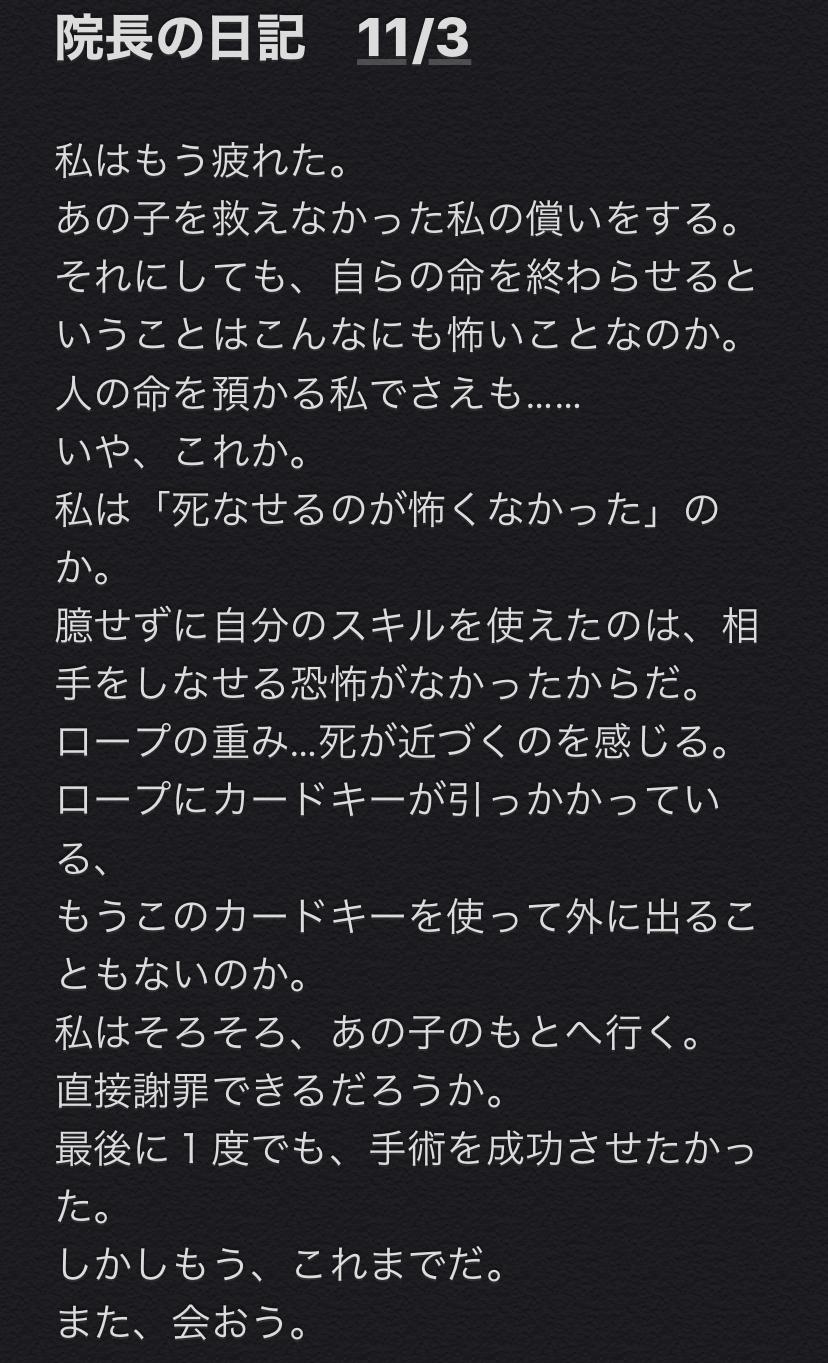 院長の日記　11/3
私はもう疲れた。
あの子を救えなかった私の償いをする。
それにしても、自らの命を終わらせると
いうことはこんなにも怖いことなのか。
人の命を預かる私でさえも……
いや、これか。
私は「死なせるのが怖くなかった」の
か。
臆せずに自分のスキルを使えたのは、相
手をしなせる恐怖がなかったからだ。
ロープの重み…死が近づくのを感じる。
ロープにカードキーが引っかかってい
る、
もうこのカードキーを使って外に出るこ
ともないのか。
私はそろそろ、あの子のもとへ行く。
直接謝罪できるだろうか。
最後に１度でも、手術を成功させたかっ
た。
しかしもう、これまでだ。
また、会おう。